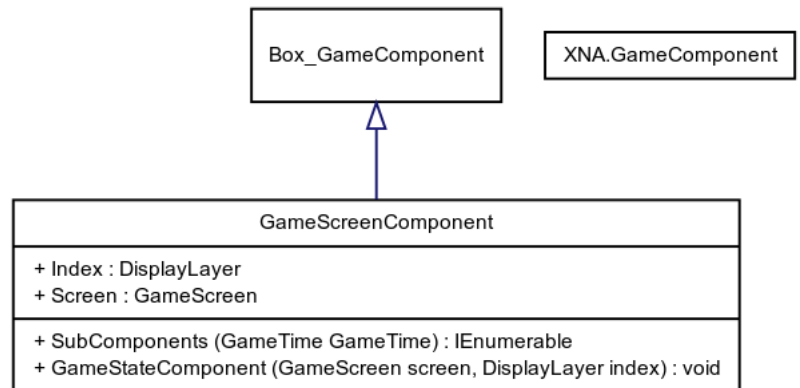 Box_GameComponent
XNA.GameComponent
GameScreenComponent
+ Index : DisplayLayer
+ Screen : GameScreen
+ SubComponents (GameTime GameTime) : IEnumerable
+ GameStateComponent (GameScreen screen, DisplayLayer index) : void